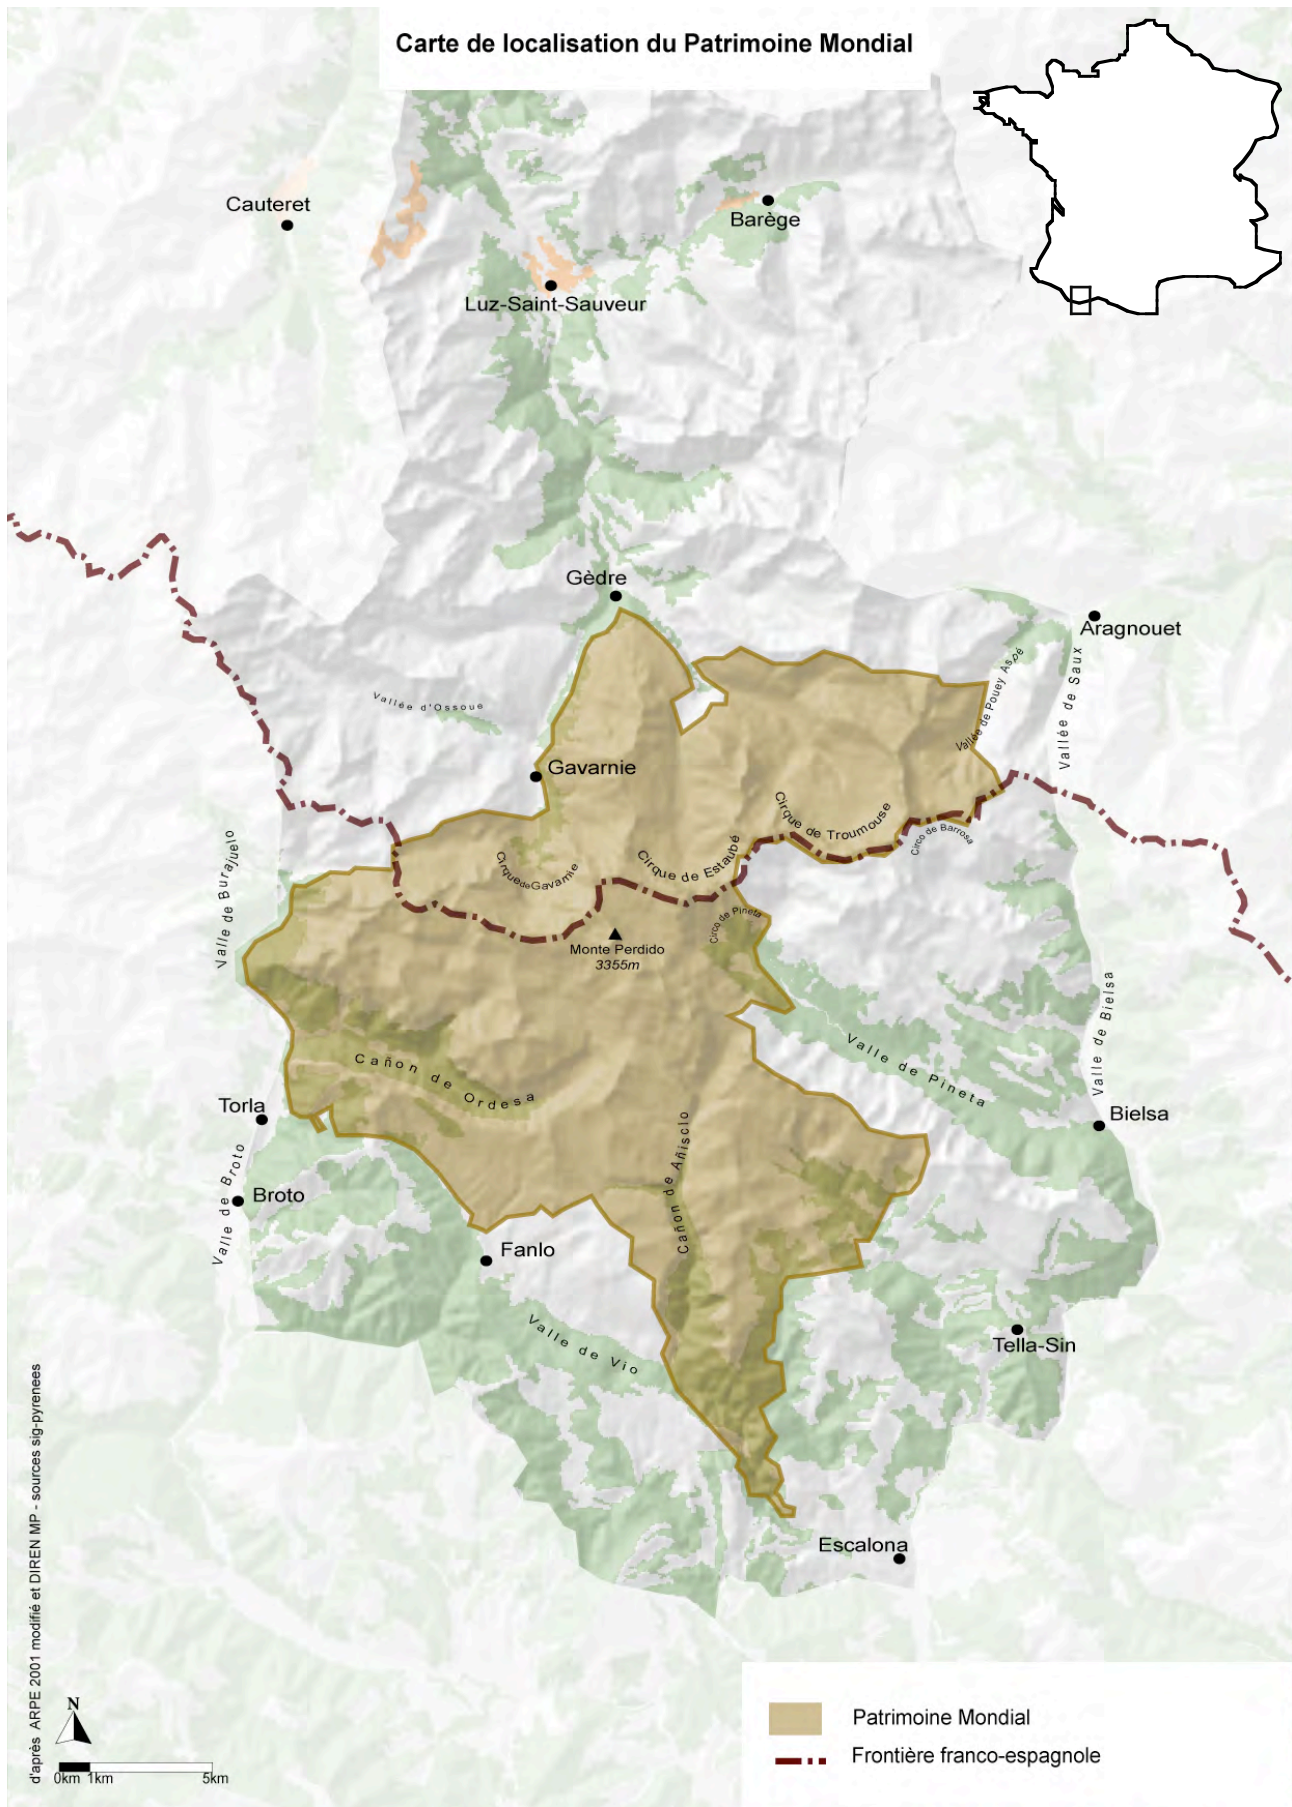 Carte de localisation du Patrimoine Mondial
Cauteret
Barège
Luz-Saint-Sauveur
Gèdre
Aragnouet
Vallée de Pouey Aspé
Vallée de Saux
Vallée d'Ossoue
Gavarnie
Cirque de Troumouse
Circo de Barrosa
Cirque de Estaubé
Cirque de Gavarnie
Valle de Burajuelo
Circo de Pineta
Monte Perdido
3355m
Valle de Bielsa
Valle de Pineta
Cañon de Ordesa
Torla
Bielsa
Cañon de Añisclo
Valle de Broto
Broto
Fanlo
Valle de Vio
Tella-Sin
Escalona
d'après ARPE 2001 modifié et DIREN MP - sources sig-pyrenees
N
0km 1km 5km
Patrimoine Mondial
Frontière franco-espagnole